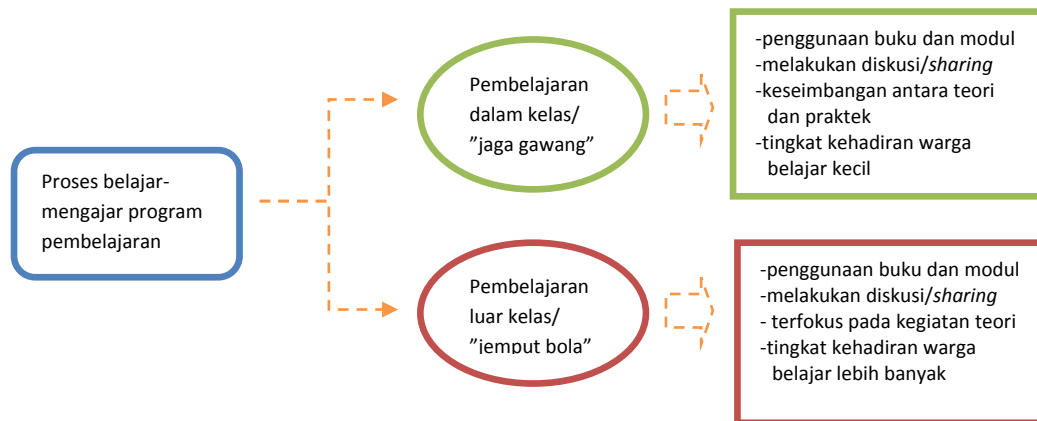 Proses belajar-
mengajar program
pembelajaran
Pembelajaran
dalam kelas/
”jaga gawang”
-penggunaan buku dan modul
-melakukan diskusi/sharing
-keseimbangan antara teori
dan praktek
-tingkat kehadiran warga
belajar kecil
Pembelajaran
luar kelas/
”jemput bola”
-penggunaan buku dan modul
-melakukan diskusi/sharing
- terfokus pada kegiatan teori
-tingkat kehadiran warga
belajar lebih banyak